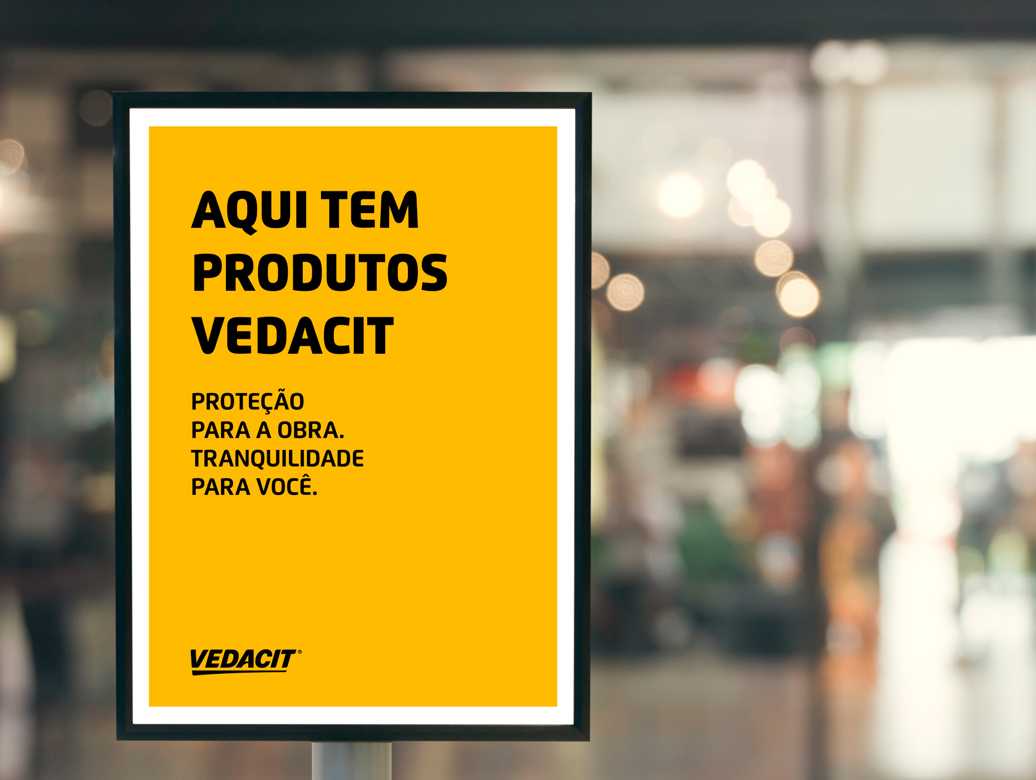 AQUI TEM
PRODUTOS
VEDACIT
PROTEÇÃO
PARA A OBRA.
TRANQUILIDADE
PARA VOCÊ.
VEDACIT®